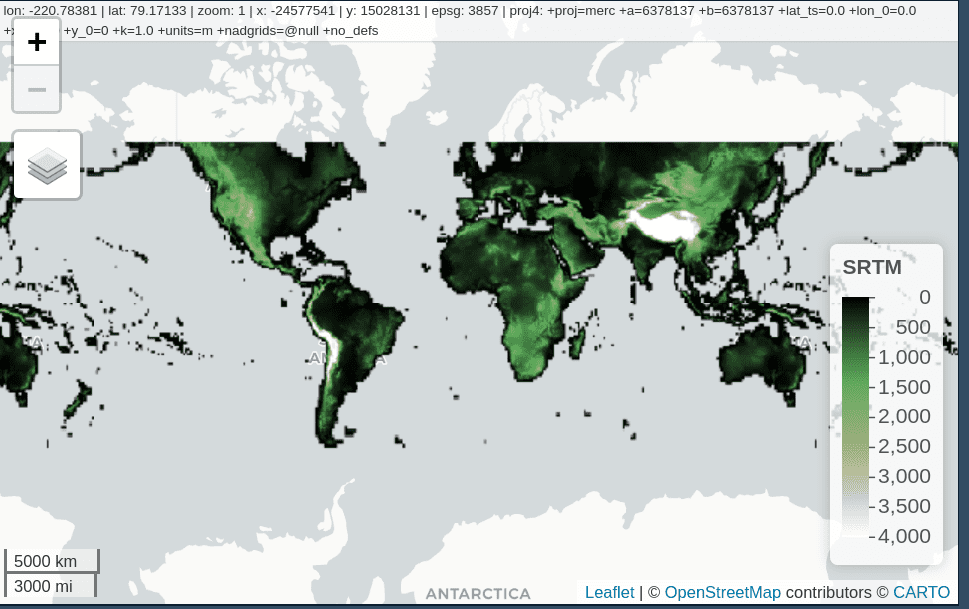 lon: -220.78381 | lat: 79.17133 | zoom: 1 | x: -24577541 | y: 15028131 | epsg: 3857 | proj4: +proj=merc +a=6378137 +b=6378137 +lat_ts=0.0 +lon_0=0.0
+y_0=0 +k=1.0 +units=m +nadgrids=@null +no_defs
+
−
SRTM
0
500
1,000
1,500
2,000
2,500
3,000
3,500
4,000
5000 km
3000 mi
ANTARCTICA
Leaflet | © OpenStreetMap contributors © CARTO